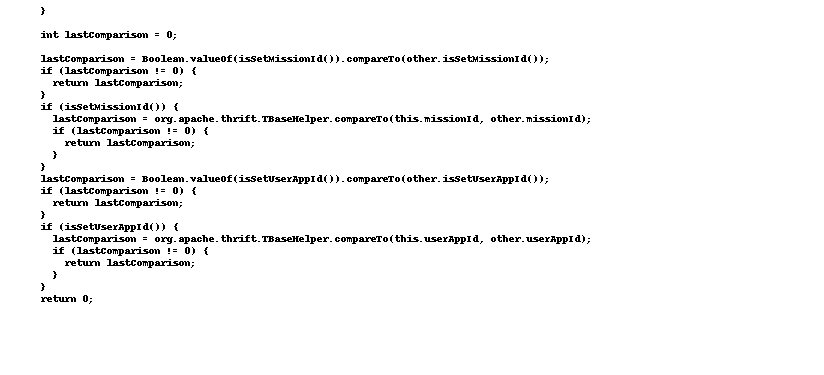 }

int lastComparison = 0;

lastComparison = Boolean.valueOf(isSetMissionId()).compareTo(other.isSetMissionId());
if (lastComparison != 0) {
  return lastComparison;
}
if (isSetMissionId()) {
  lastComparison = org.apache.thrift.TBaseHelper.compareTo(this.missionId, other.missionId);
  if (lastComparison != 0) {
    return lastComparison;
  }
}
lastComparison = Boolean.valueOf(isSetUserAppId()).compareTo(other.isSetUserAppId());
if (lastComparison != 0) {
  return lastComparison;
}
if (isSetUserAppId()) {
  lastComparison = org.apache.thrift.TBaseHelper.compareTo(this.userAppId, other.userAppId);
  if (lastComparison != 0) {
    return lastComparison;
  }
}
return 0;